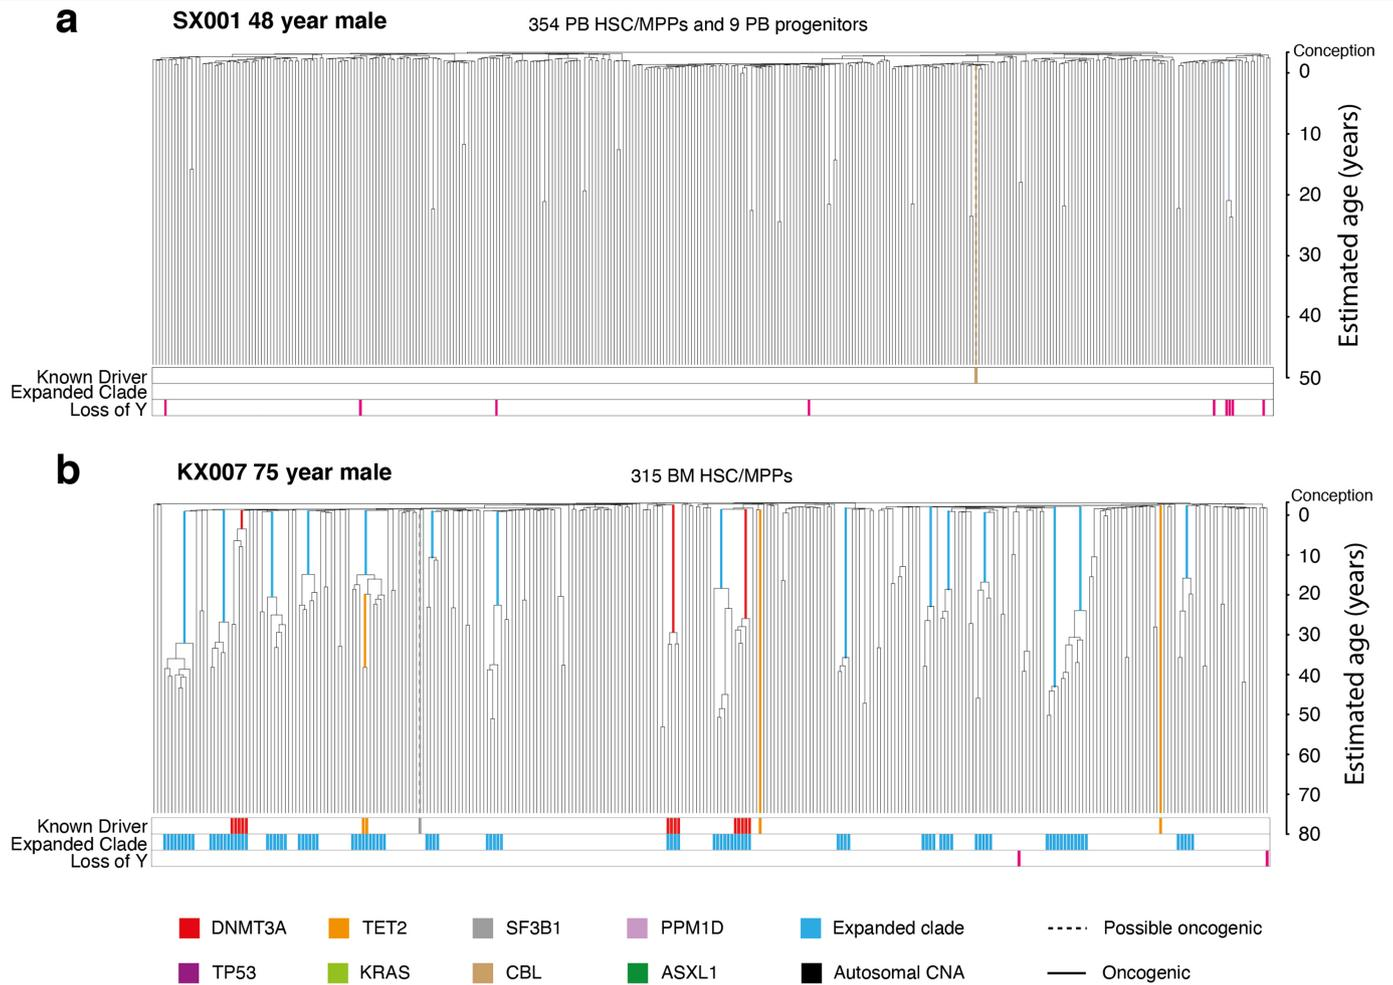 a
SX001 48 year male
354 PB HSC/MPPs and 9 PB progenitors
Conception
0
10
20
30
40
50
Estimated age (years)
Known Driver
Expanded Clade
Loss of Y
b
KX007 75 year male
315 BM HSC/MPPs
Conception
0
10
20
30
40
50
60
70
80
Estimated age (years)
Known Driver
Expanded Clade
Loss of Y
DNMT3A TET2 SF3B1 PPM1D Expanded clade Possible oncogenic
TP53 KRAS CBL ASXL1 Autosomal CNA Oncogenic